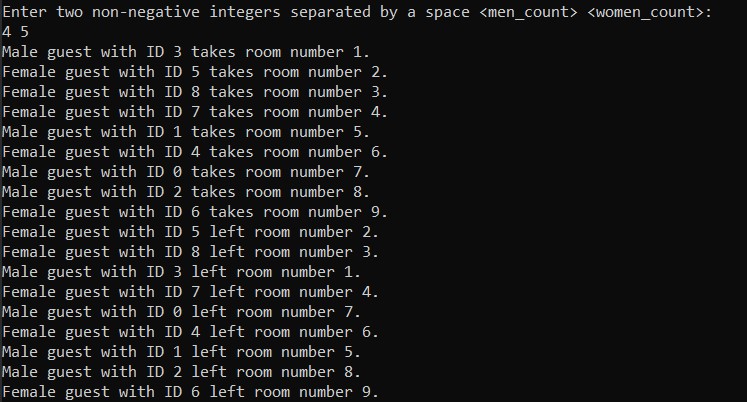 Enter two non-negative integers separated by a space <men_count> <women_count>:
4 5
Male guest with ID 3 takes room number 1.
Female guest with ID 5 takes room number 2.
Female guest with ID 8 takes room number 3.
Female guest with ID 7 takes room number 4.
Male guest with ID 1 takes room number 5.
Female guest with ID 4 takes room number 6.
Male guest with ID 0 takes room number 7.
Male guest with ID 2 takes room number 8.
Female guest with ID 6 takes room number 9.
Female guest with ID 5 left room number 2.
Female guest with ID 8 left room number 3.
Male guest with ID 3 left room number 1.
Female guest with ID 7 left room number 4.
Male guest with ID 0 left room number 7.
Female guest with ID 4 left room number 6.
Male guest with ID 1 left room number 5.
Male guest with ID 2 left room number 8.
Female guest with ID 6 left room number 9.